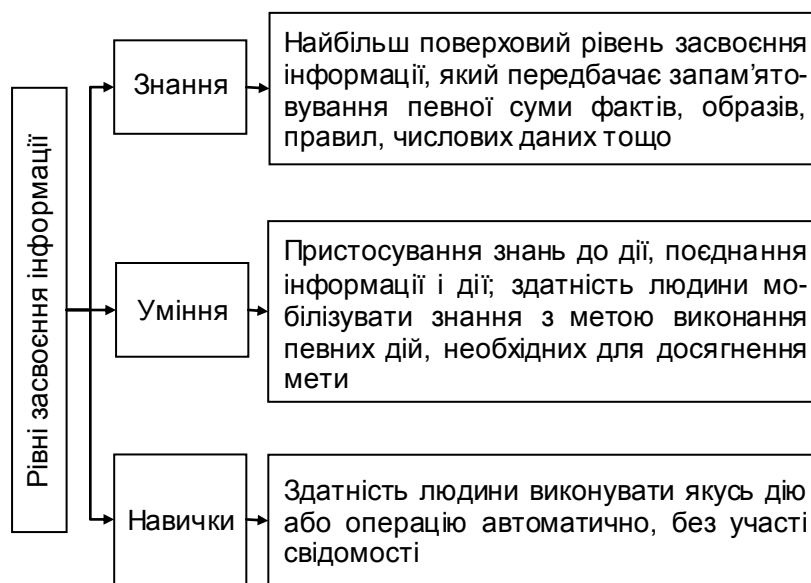 Рівні засвоєння інформації
Знання
Найбільш поверховий рівень засвоєння
інформації, який передбачає запам’ято-
вування певної суми фактів, образів,
правил, числових даних тощо
Уміння
Пристосування знань до дії, поєднання
інформації і дії; здатність людини мо-
білізувати знання з метою виконання
певних дій, необхідних для досягнення
мети
Навички
Здатність людини виконувати якусь дію
або операцію автоматично, без участі
свідомості